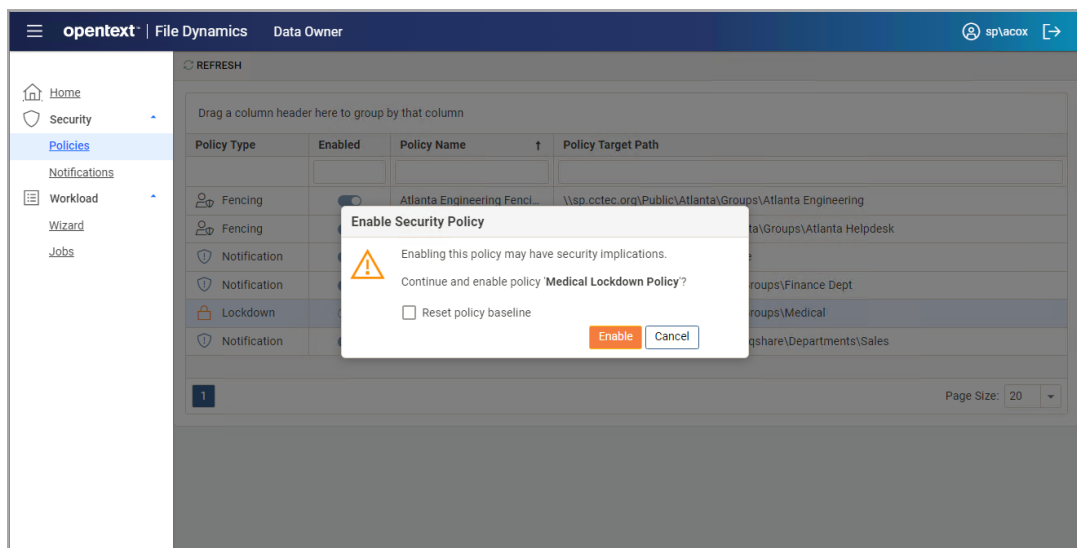 opentext™ | File Dynamics Data Owner sp\acox
REFRESH
Home
Security
Policies
Notifications
Workload
Wizard
Jobs
Drag a column header here to group by that column
Policy Type Enabled Policy Name ↑ Policy Target Path
Fencing Atlanta Engineering Fenci... \\sp.cctec.org\Public\Atlanta\Groups\Atlanta Engineering
Fencing ta\Groups\Atlanta Helpdesk
Notification
Notification roups\Finance Dept
Lockdown roups\Medical
Notification qshare\Departments\Sales
Enable Security Policy
Enabling this policy may have security implications.
Continue and enable policy 'Medical Lockdown Policy'?
Reset policy baseline
Enable Cancel
1 Page Size: 20